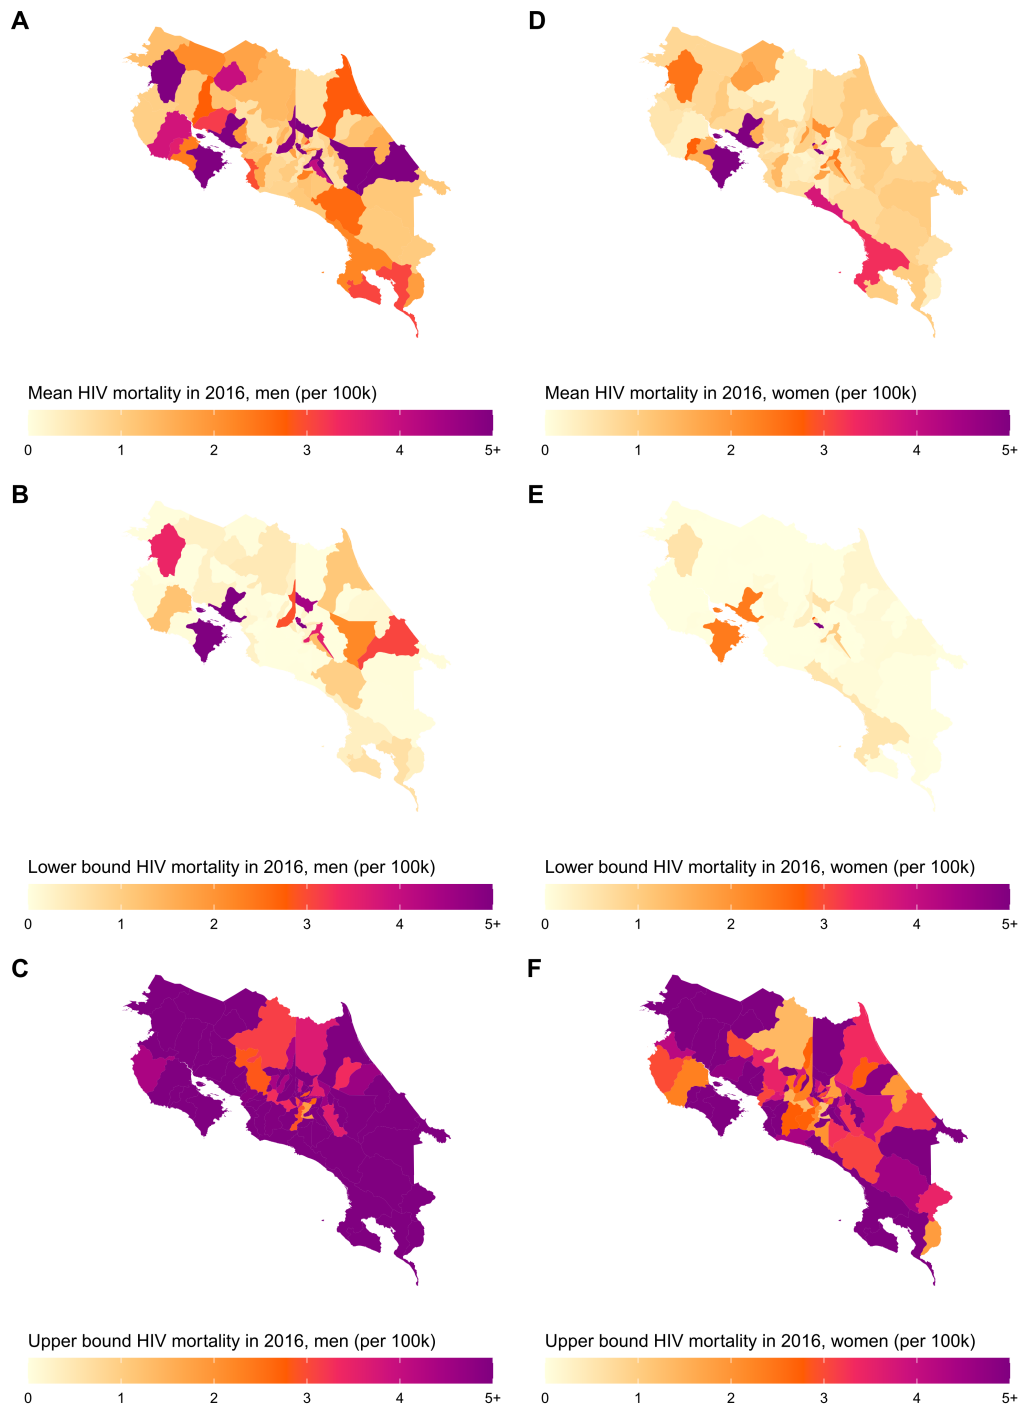 A
D
Mean HIV mortality in 2016, men (per 100k)
0 1 2 3 4 5+
Mean HIV mortality in 2016, women (per 100k)
0 1 2 3 4 5+
B
E
Lower bound HIV mortality in 2016, men (per 100k)
0 1 2 3 4 5+
Lower bound HIV mortality in 2016, women (per 100k)
0 1 2 3 4 5+
C
F
Upper bound HIV mortality in 2016, men (per 100k)
0 1 2 3 4 5+
Upper bound HIV mortality in 2016, women (per 100k)
0 1 2 3 4 5+